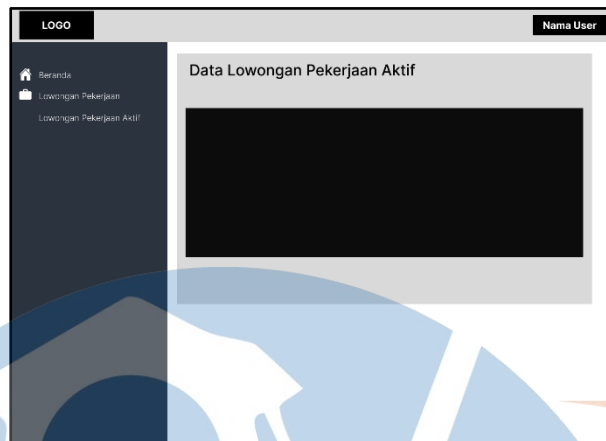 LOGO
Nama User
Beranda
Lowongan Pekerjaan
Lowongan Pekerjaan Aktif
Data Lowongan Pekerjaan Aktif